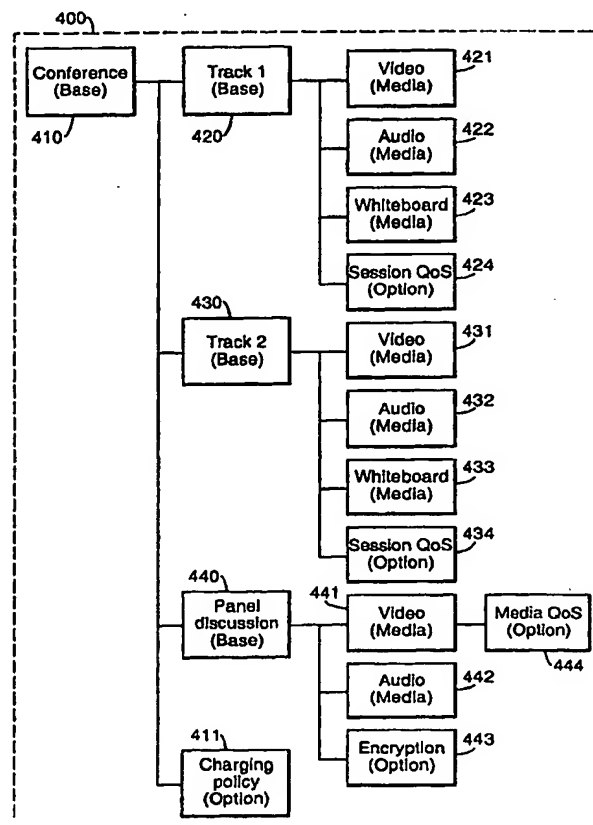 400
Conference
(Base)
410
Track 1
(Base)
420
Video
(Media)
421
Audio
(Media)
422
Whiteboard
(Media)
423
Session QoS
(Option)
424
430
Track 2
(Base)
Video
(Media)
431
Audio
(Media)
432
Whiteboard
(Media)
433
Session QoS
(Option)
434
440
Panel
discussion
(Base)
441
Video
(Media)
Media QoS
(Option)
444
Audio
(Media)
442
Encryption
(Option)
443
411
Charging
policy
(Option)